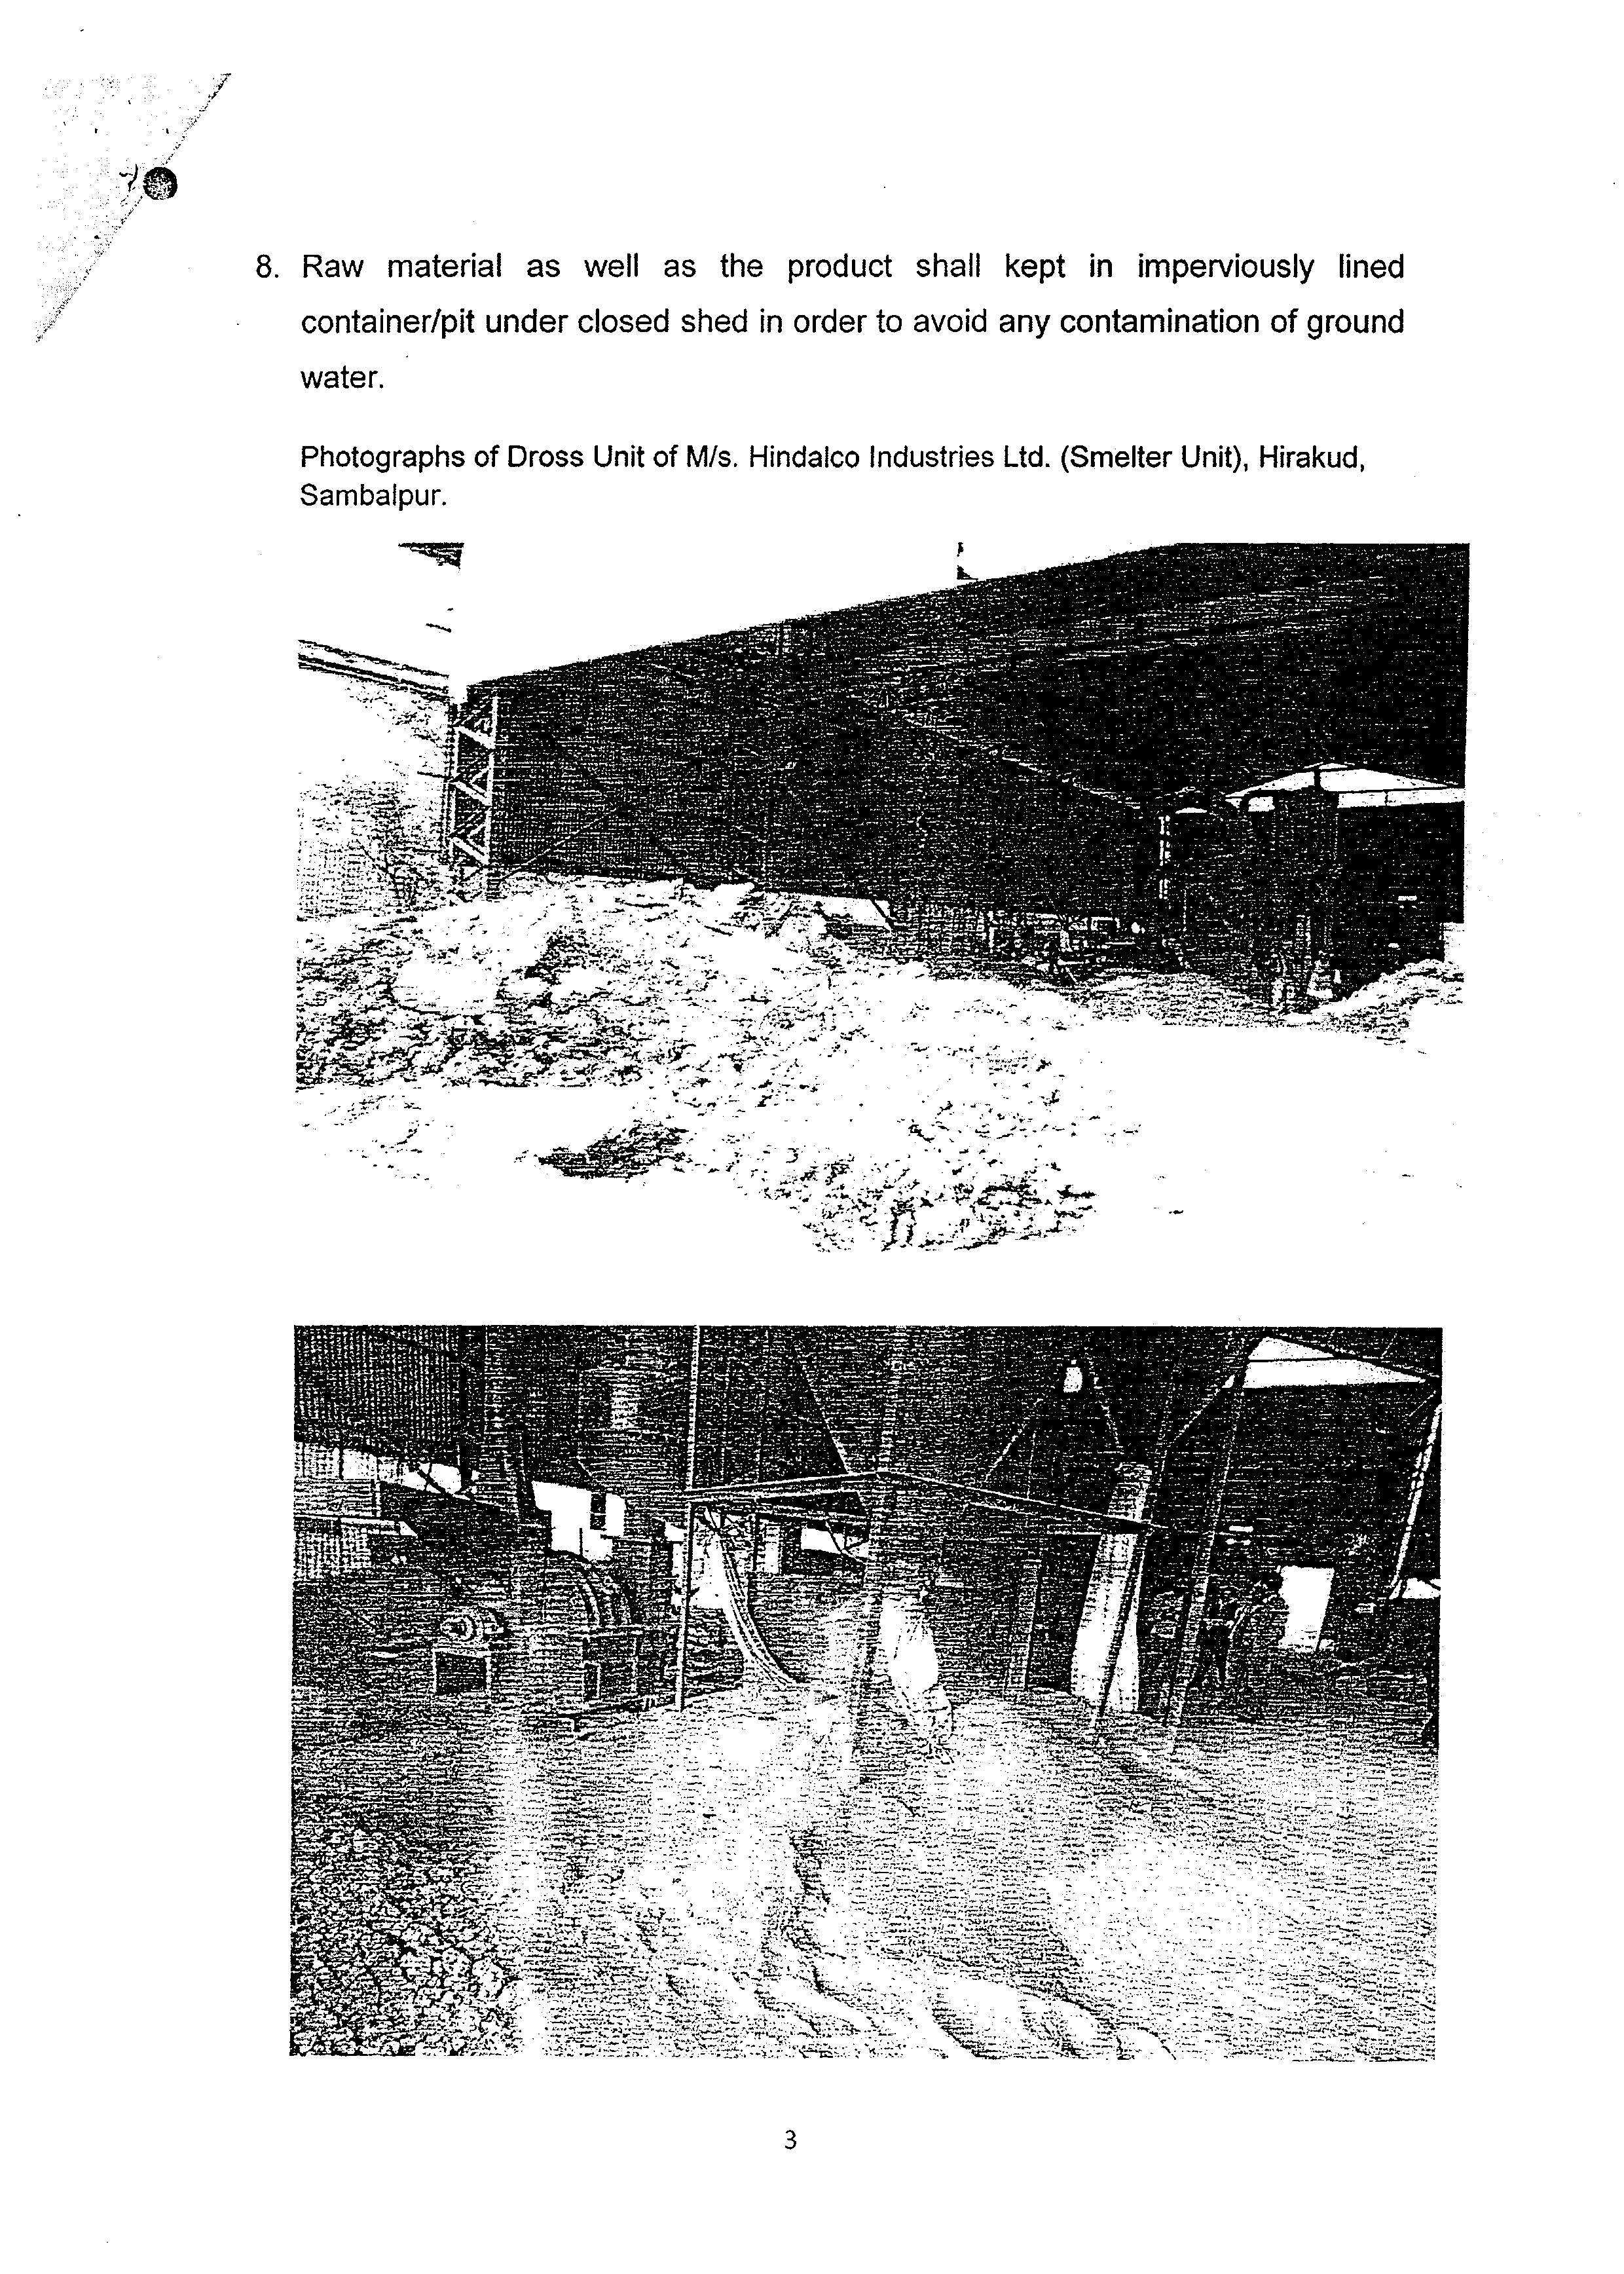 8. Raw material as well as the product shall kept in imperviously lined
container/pit under closed shed in order to avoid any contamination of ground
water.
Photographs of Dross Unit of M/s. Hindalco Industries Ltd. (Smelter Unit), Hirakud,
Sambalpur.
3